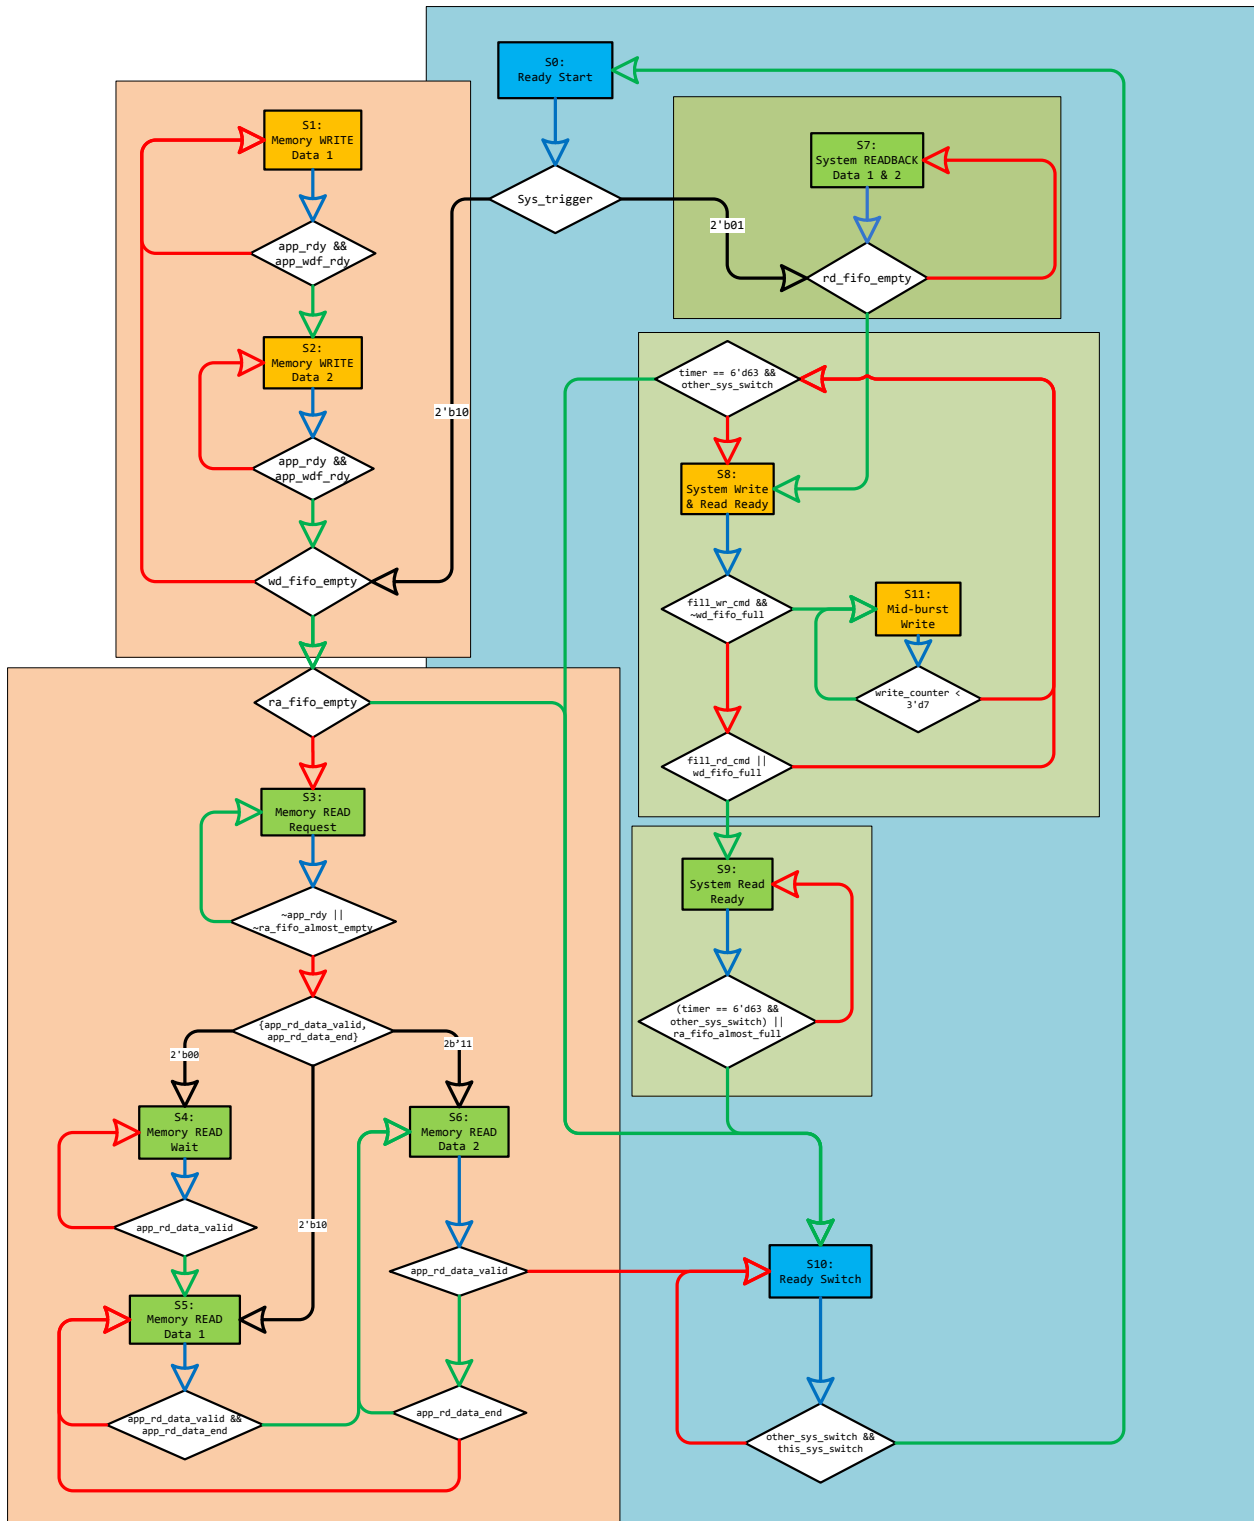 S0:
Ready Start
Sys_trigger
2'b10
2'b01
S1:
Memory WRITE
Data 1
app_rdy &&
app_wdf_rdy
S2:
Memory WRITE
Data 2
app_rdy &&
app_wdf_rdy
wd_fifo_empty
ra_fifo_empty
S3:
Memory READ
Request
~app_rdy ||
~ra_fifo_almost_empty
{app_rd_data_valid,
app_rd_data_end}
2'b00
2b'11
2'b10
S4:
Memory READ
Wait
app_rd_data_valid
S5:
Memory READ
Data 1
app_rd_data_valid &&
app_rd_data_end
S6:
Memory READ
Data 2
app_rd_data_valid
app_rd_data_end
S7:
System READBACK
Data 1 & 2
rd_fifo_empty
timer == 6'd63 &&
other_sys_switch
S8:
System Write
& Read Ready
fill_wr_cmd &&
~wd_fifo_full
S11:
Mid-burst
Write
write_counter <
3'd7
fill_rd_cmd ||
wd_fifo_full
S9:
System Read
Ready
(timer == 6'd63 &&
other_sys_switch) ||
ra_fifo_almost_full
S10:
Ready Switch
other_sys_switch &&
this_sys_switch